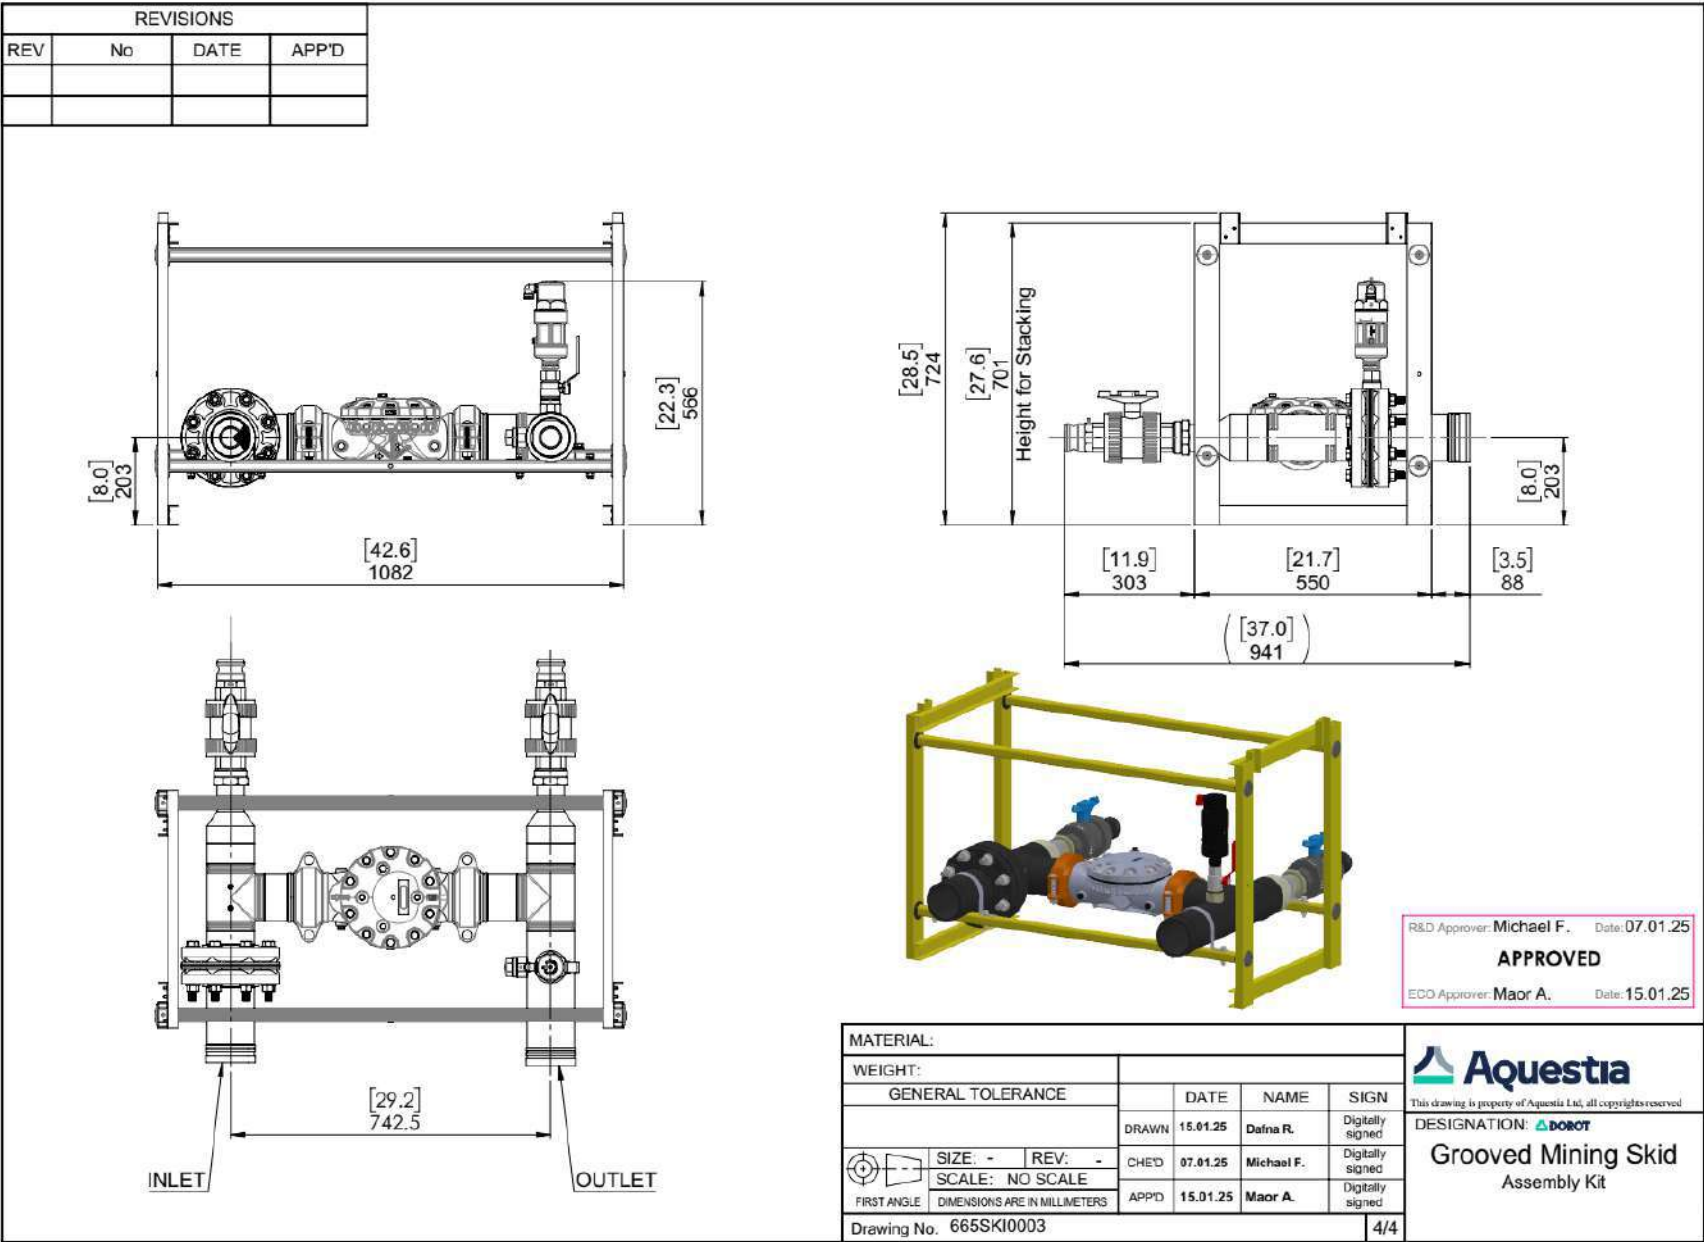 REVISIONS
REV No DATE APP'D
[22.3]
566
[8.0]
203
[42.6]
1082
[28.5]
724
[27.6]
701
Height for Stacking
[8.0]
203
[11.9]
303
[21.7]
550
[3.5]
88
([37.0])
941
[29.2]
742.5
INLET
OUTLET
R&D Approver: Michael F. Date: 07.01.25
APPROVED
ECO Approver: Maor A. Date: 15.01.25
MATERIAL:
WEIGHT:
GENERAL TOLERANCE
DATE NAME SIGN
DRAWN 15.01.25 Dafna R. Digitally signed
CHE'D 07.01.25 Michael F. Digitally signed
APP'D 15.01.25 Maor A. Digitally signed
SIZE: - REV: -
SCALE: NO SCALE
FIRST ANGLE DIMENSIONS ARE IN MILLIMETERS
Drawing No. 665SKI0003 4/4
Aquestia
This drawing is property of Aquestia Ltd, all copyrights reserved
DESIGNATION: DOROT
Grooved Mining Skid
Assembly Kit